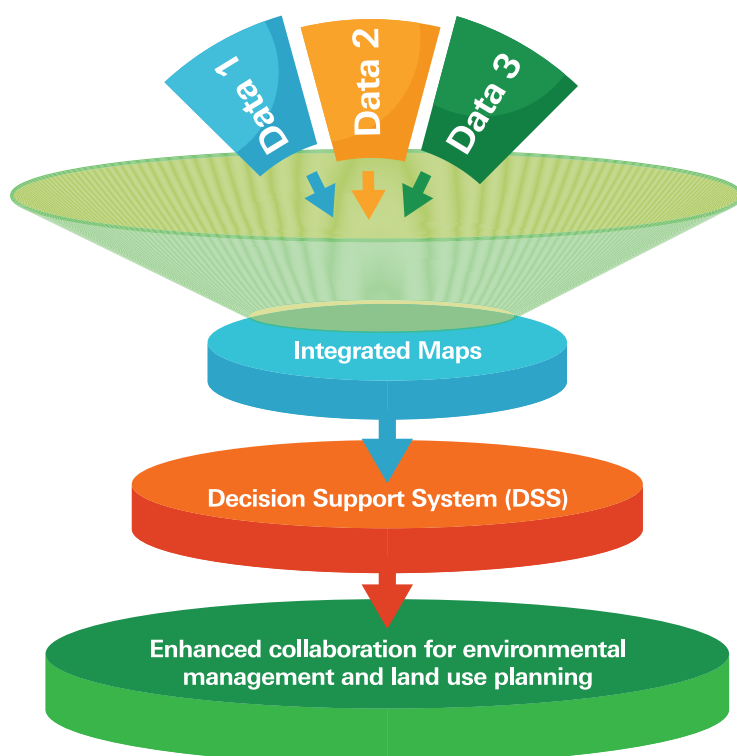 Data 1
Data 2
Data 3
Integrated Maps
Decision Support System (DSS)
Enhanced collaboration for environmental
management and land use planning